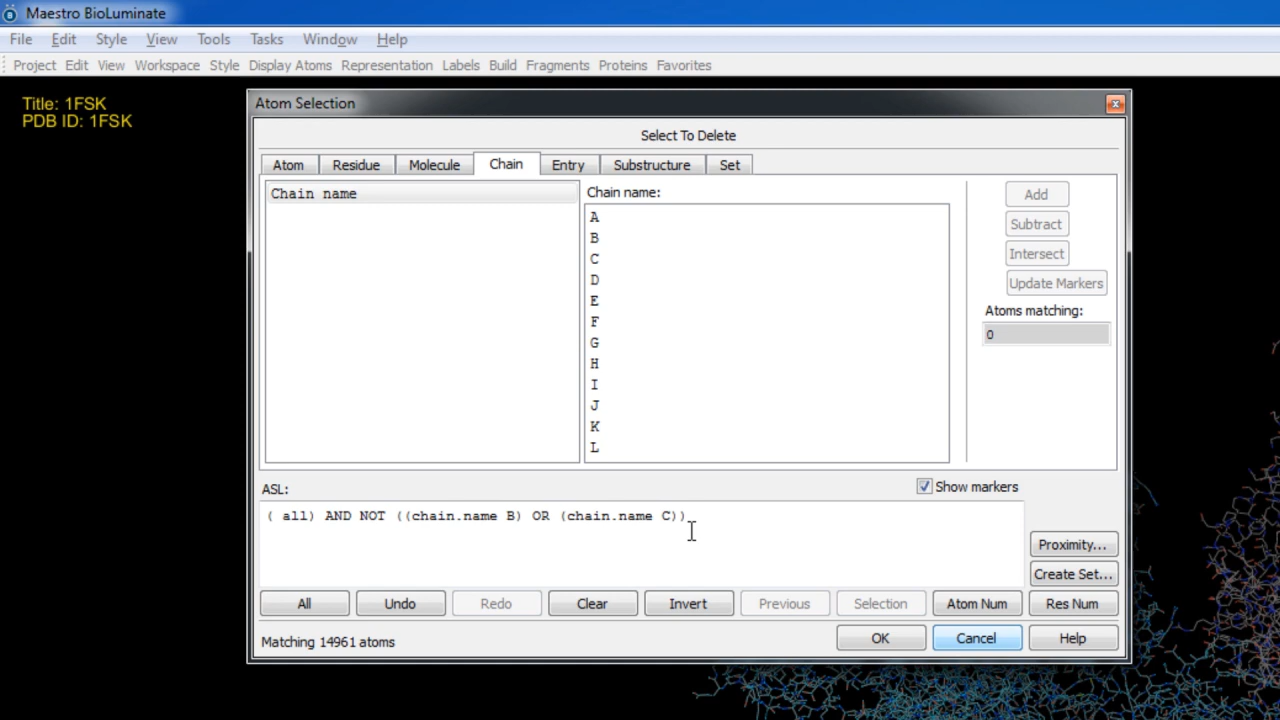 Maestro BioLuminate
File Edit Style View Tools Tasks Window Help
Project Edit View Workspace Style Display Atoms Representation Labels Build Fragments Proteins Favorites
Title: 1FSK
PDB ID: 1FSK
Atom Selection
Select To Delete
Atom Residue Molecule Chain Entry Substructure Set
Chain name
Chain name:
A
B
C
D
E
F
G
H
I
J
K
L
Add
Subtract
Intersect
Update Markers
Atoms matching:
0
ASL:
Show markers
( all) AND NOT ((chain.name B) OR (chain.name C))
Proximity...
Create Set...
All Undo Redo Clear Invert Previous Selection Atom Num Res Num
Matching 14961 atoms
OK Cancel Help